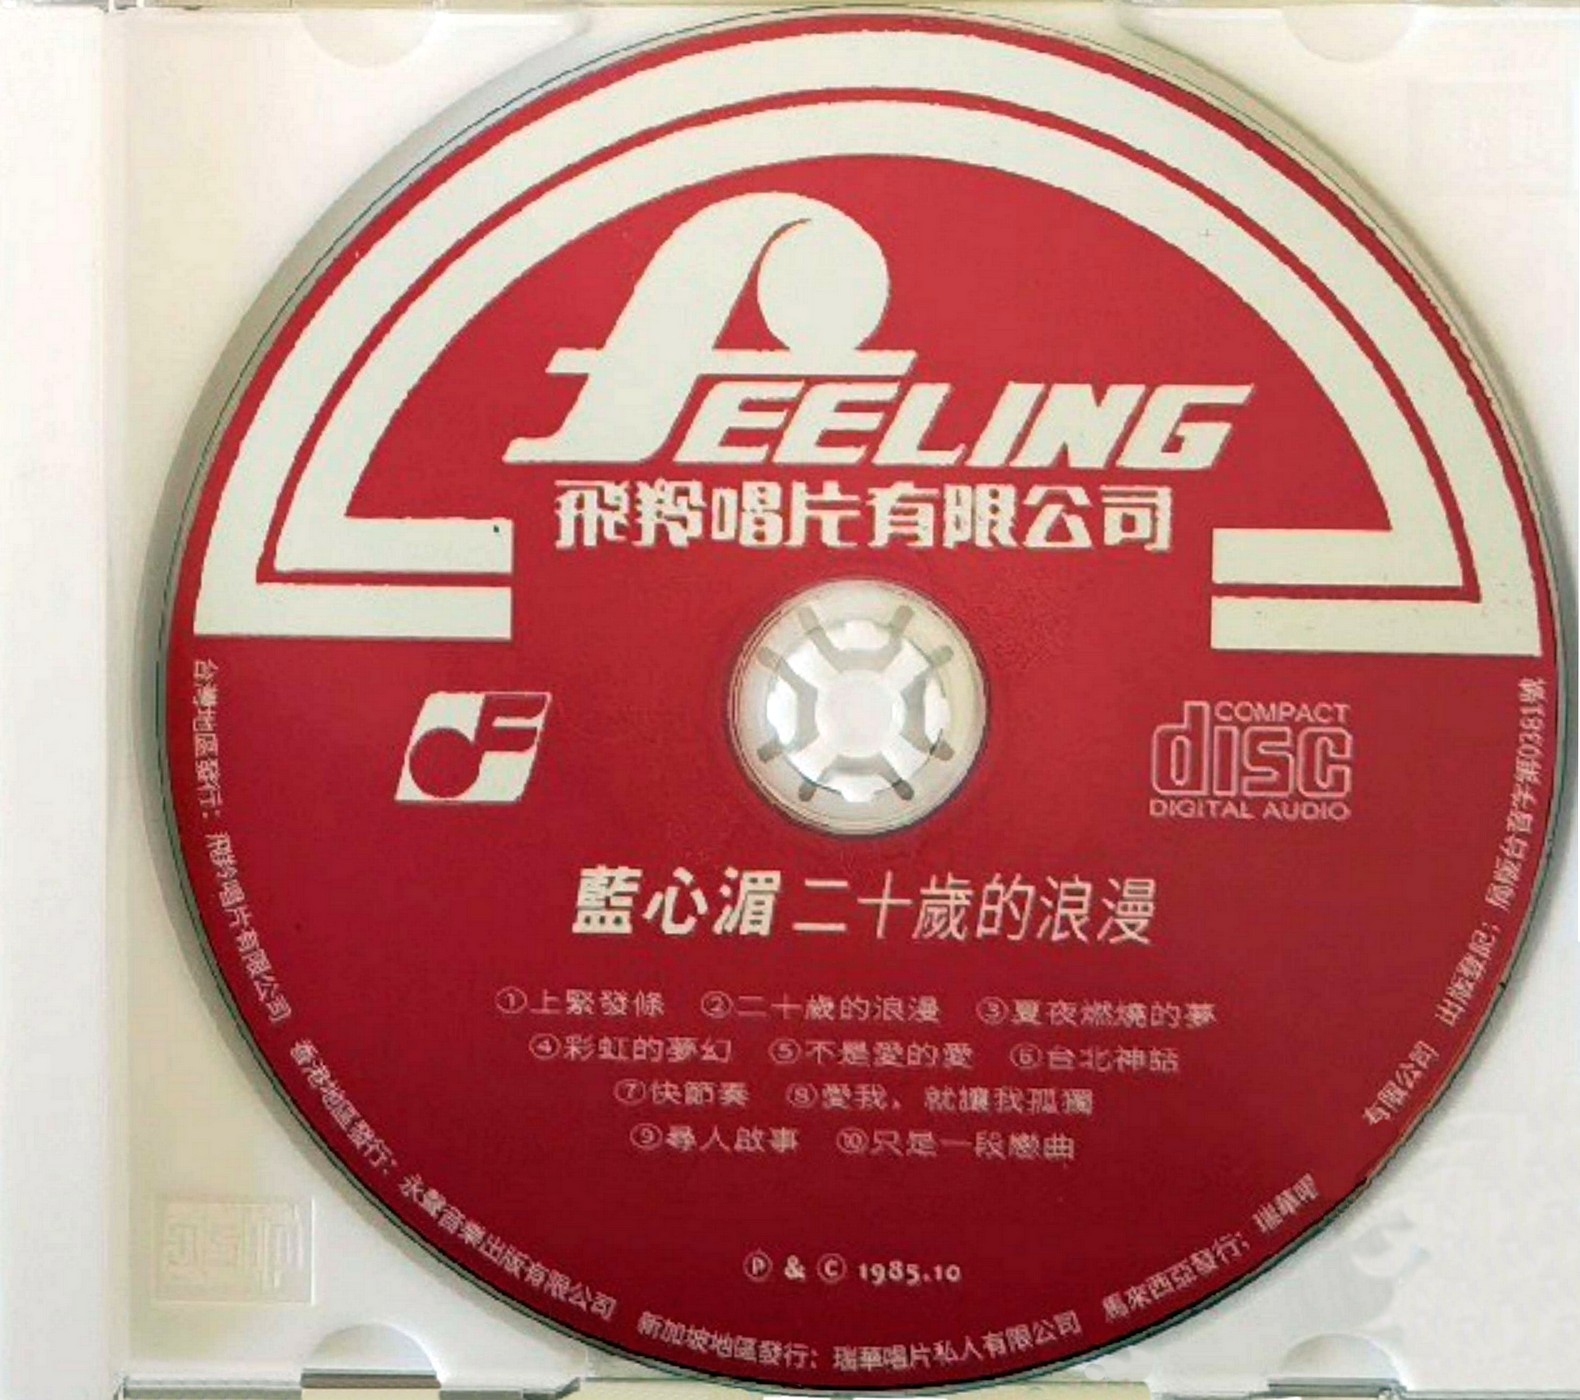 FEELING
飛羚唱片有限公司
COMPACT
disc
DIGITAL AUDIO
藍心湄 二十歲的浪漫
①上緊發條 ②二十歲的浪漫 ③夏夜燃燒的夢
④彩虹的夢幻 ⑤不是愛的愛 ⑥台北神話
⑦快節奏 ⑧愛我，就讓我孤獨
⑨尋人啟事 ⑩只是一段戀曲
Ⓟ & Ⓒ 1985.10
台灣地區發行：飛羚唱片有限公司 香港地區發行：永聲音樂出版有限公司 新加坡地區發行：瑞華唱片私人有限公司 馬來西亞發行：瑞華 有限公司 出版登記：局版台音字第0381號